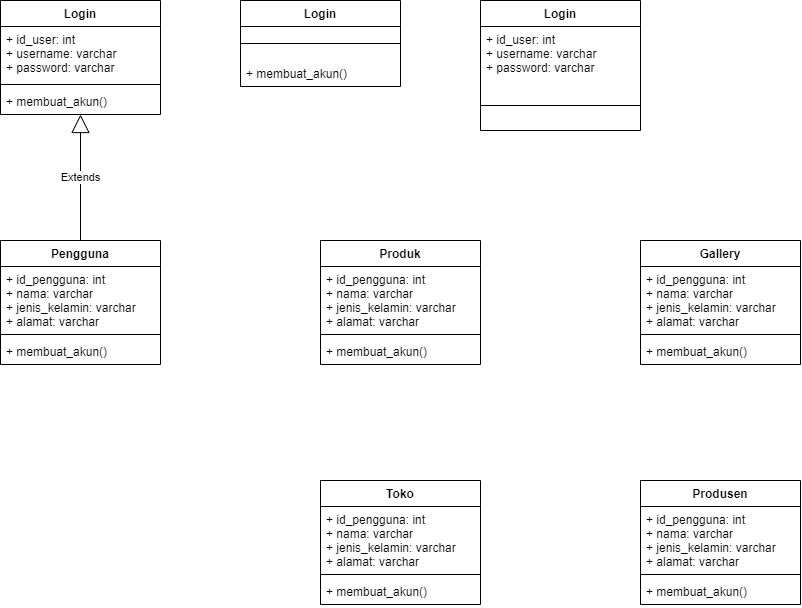 Login
+ id_user: int
+ username: varchar
+ password: varchar
+ membuat_akun()
Login
+ membuat_akun()
Login
+ id_user: int
+ username: varchar
+ password: varchar
Extends
Pengguna
+ id_pengguna: int
+ nama: varchar
+ jenis_kelamin: varchar
+ alamat: varchar
+ membuat_akun()
Produk
+ id_pengguna: int
+ nama: varchar
+ jenis_kelamin: varchar
+ alamat: varchar
+ membuat_akun()
Gallery
+ id_pengguna: int
+ nama: varchar
+ jenis_kelamin: varchar
+ alamat: varchar
+ membuat_akun()
Toko
+ id_pengguna: int
+ nama: varchar
+ jenis_kelamin: varchar
+ alamat: varchar
+ membuat_akun()
Produsen
+ id_pengguna: int
+ nama: varchar
+ jenis_kelamin: varchar
+ alamat: varchar
+ membuat_akun()